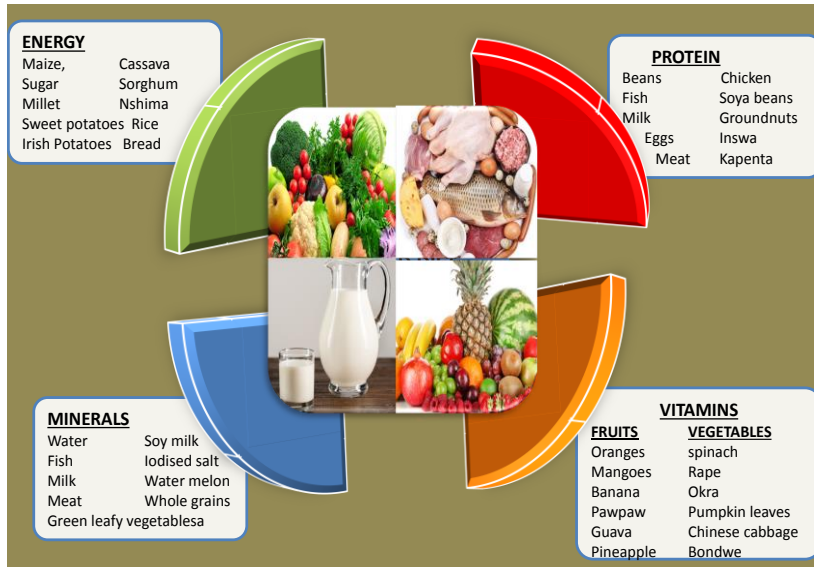 ENERGY
Maize, Cassava
Sugar Sorghum
Millet Nshima
Sweet potatoes Rice
Irish Potatoes Bread
PROTEIN
Beans Chicken
Fish Soya beans
Milk Groundnuts
Eggs Inswa
Meat Kapenta
MINERALS
Water Soy milk
Fish Iodised salt
Milk Water melon
Meat Whole grains
Green leafy vegetablesa
VITAMINS
FRUITS VEGETABLES
Oranges spinach
Mangoes Rape
Banana Okra
Pawpaw Pumpkin leaves
Guava Chinese cabbage
Pineapple Bondwe